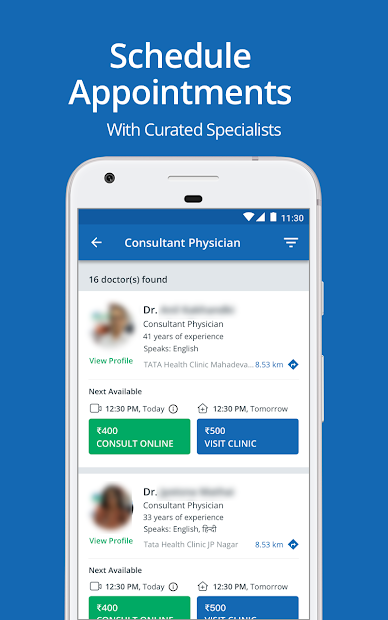 Schedule
Appointments
With Curated Specialists
11:30
Consultant Physician
16 doctor(s) found
Dr.
Consultant Physician
41 years of experience
Speaks: English
View Profile
TATA Health Clinic Mahadeva... 8.53 km
Next Available
12:30 PM, Today 12:30 PM, Tomorrow
₹400 ₹500
CONSULT ONLINE VISIT CLINIC
Dr.
Consultant Physician
33 years of experience
Speaks: English, हिन्दी
View Profile
Tata Health Clinic JP Nagar 8.53 km
Next Available
12:30 PM, Today 12:30 PM, Tomorrow
₹400 ₹500
CONSULT ONLINE VISIT CLINIC